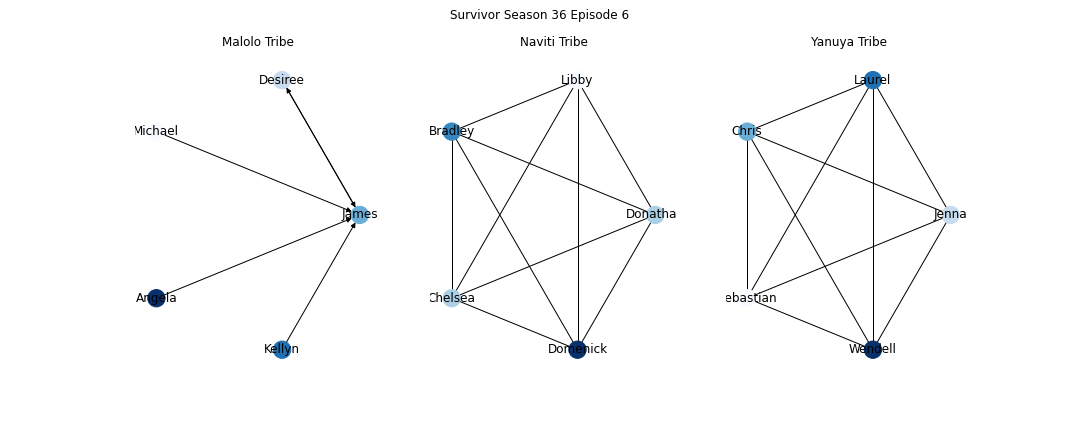 Survivor Season 36 Episode 6
Malolo Tribe
Naviti Tribe
Yanuya Tribe
Desiree
Michael
James
Angela
Kellyn
Libby
Bradley
Donatha
Chelsea
Domenick
Laurel
Chris
Jenna
ebastian
Wendell